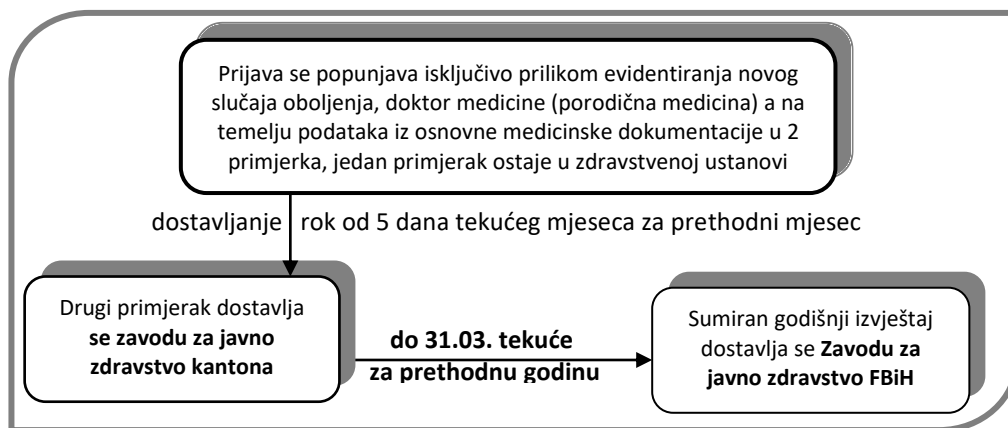 Prijava se popunjava isključivo prilikom evidentiranja novog
slučaja oboljenja, doktor medicine (porodična medicina) a na
temelju podataka iz osnovne medicinske dokumentacije u 2
primjerka, jedan primjerak ostaje u zdravstvenoj ustanovi
dostavljanje rok od 5 dana tekućeg mjeseca za prethodni mjesec
Drugi primjerak dostavlja
se zavodu za javno
zdravstvo kantona
do 31.03. tekuće
za prethodnu godinu
Sumiran godišnji izvještaj
dostavlja se Zavodu za
javno zdravstvo FBiH